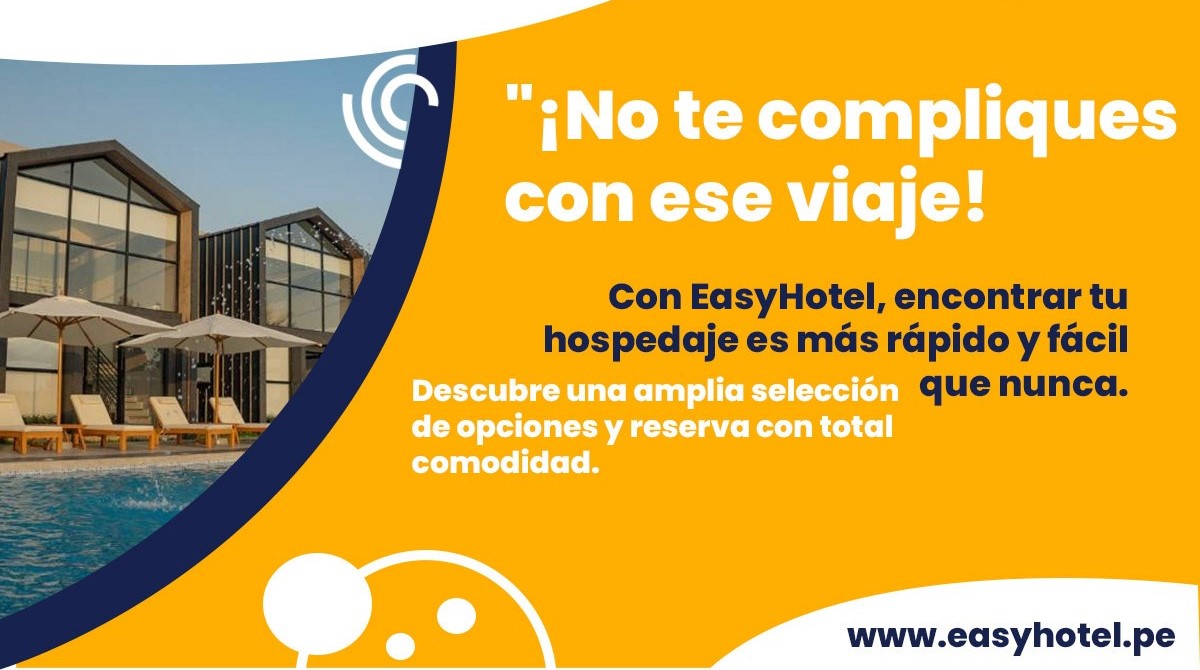 "¡No te compliques
con ese viaje!
Con EasyHotel, encontrar tu
hospedaje es más rápido y fácil
que nunca.
Descubre una amplia selección
de opciones y reserva con total
comodidad.
www.easyhotel.pe